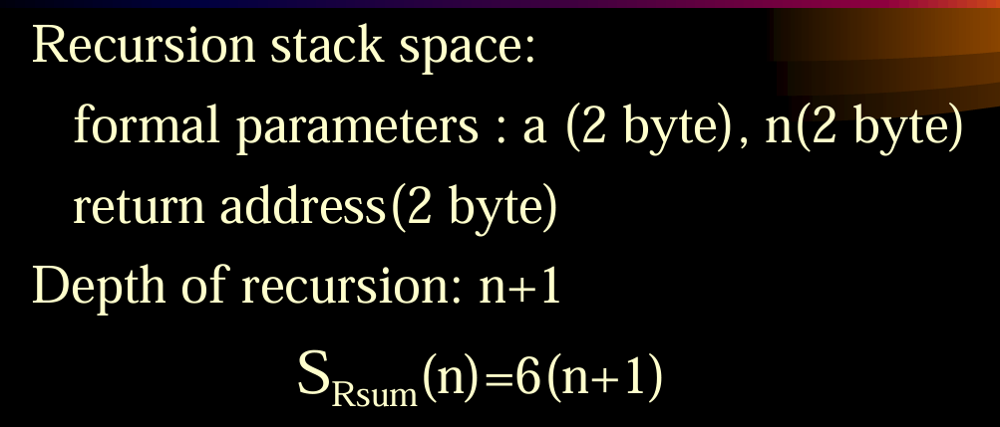 Recursion stack space:
formal parameters : a (2 byte), n(2 byte)
return address(2 byte)
Depth of recursion: n+1
S_Rsum(n)=6(n+1)